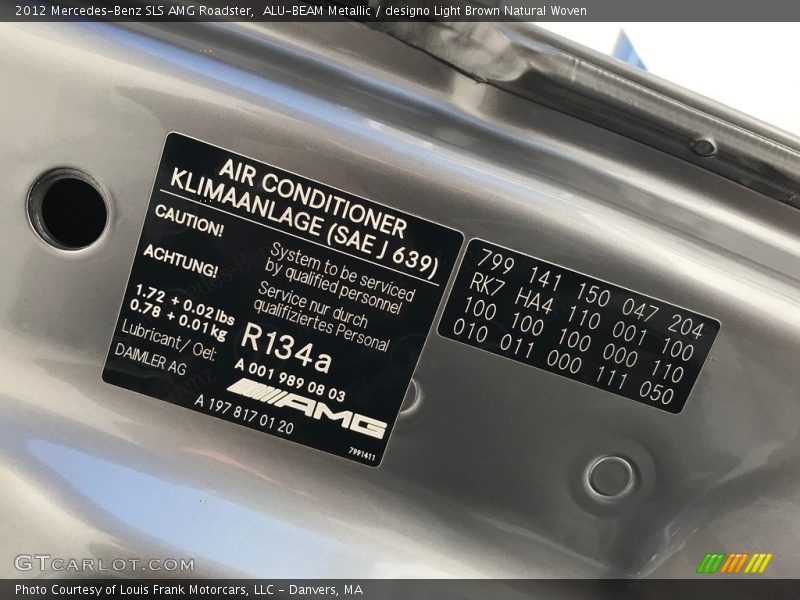 2012 Mercedes-Benz SLS AMG Roadster,  ALU-BEAM Metallic / designo Light Brown Natural Woven
AIR CONDITIONER
KLIMAANLAGE (SAE J 639)
CAUTION!
System to be serviced
by qualified personnel
ACHTUNG!
Service nur durch
qualifiziertes Personal
1.72 + 0.02 lbs
0.78 + 0.01 kg
R134a
Lubricant / Oel:
A 001 989 08 03
DAIMLER AG
AMG
A 197 817 01 20
7991411
799 141 150 047 204
RK7 HA4 110 001 100
100 100 100 000 110
010 011 000 111 050
GTCARLOT.COM
Photo Courtesy of Louis Frank Motorcars, LLC - Danvers, MA